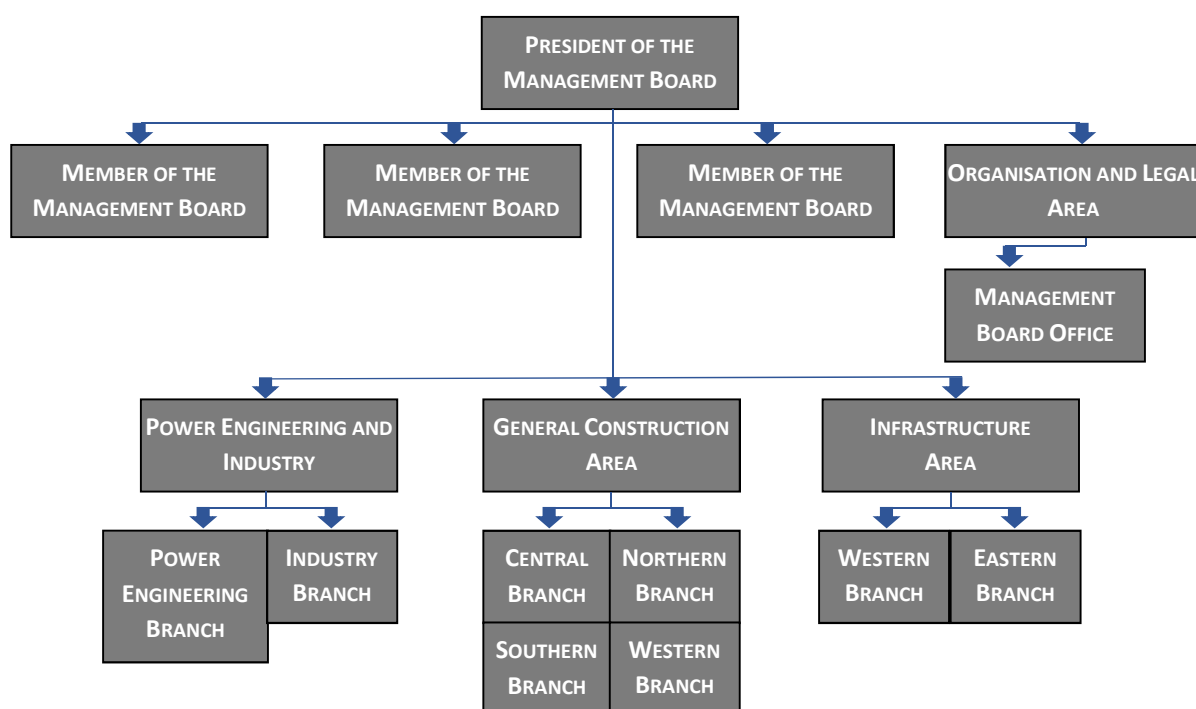 PRESIDENT OF THE
MANAGEMENT BOARD
MEMBER OF THE
MANAGEMENT BOARD
MEMBER OF THE
MANAGEMENT BOARD
MEMBER OF THE
MANAGEMENT BOARD
ORGANISATION AND LEGAL
AREA
MANAGEMENT
BOARD OFFICE
POWER ENGINEERING AND
INDUSTRY
GENERAL CONSTRUCTION
AREA
INFRASTRUCTURE
AREA
POWER
ENGINEERING
BRANCH
INDUSTRY
BRANCH
CENTRAL
BRANCH
NORTHERN
BRANCH
SOUTHERN
BRANCH
WESTERN
BRANCH
WESTERN
BRANCH
EASTERN
BRANCH